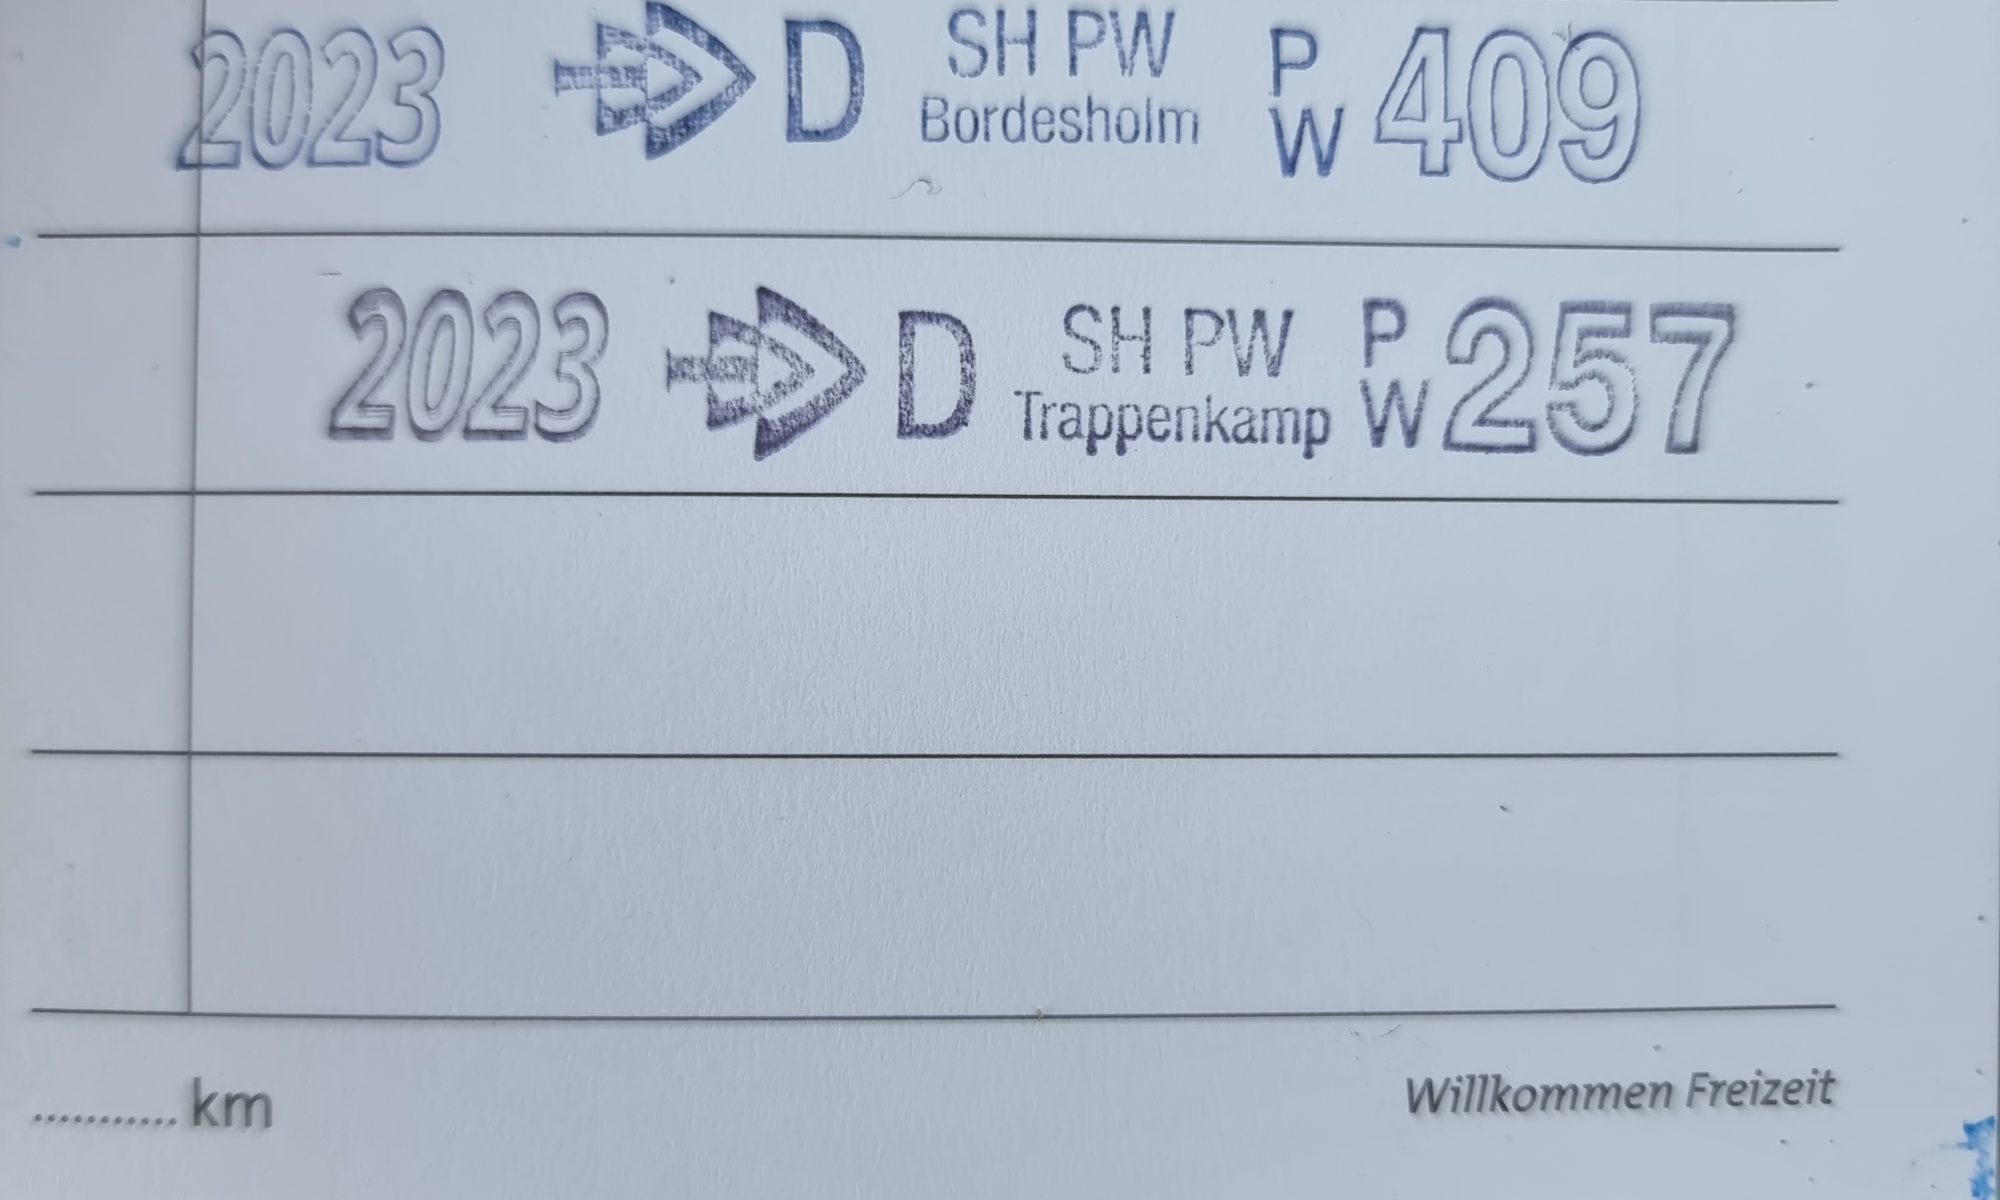 2023 D SH PW P 409
Bordesholm W
2023 D SH PW P 257
Trappenkamp W
........... km
Willkommen Freizeit